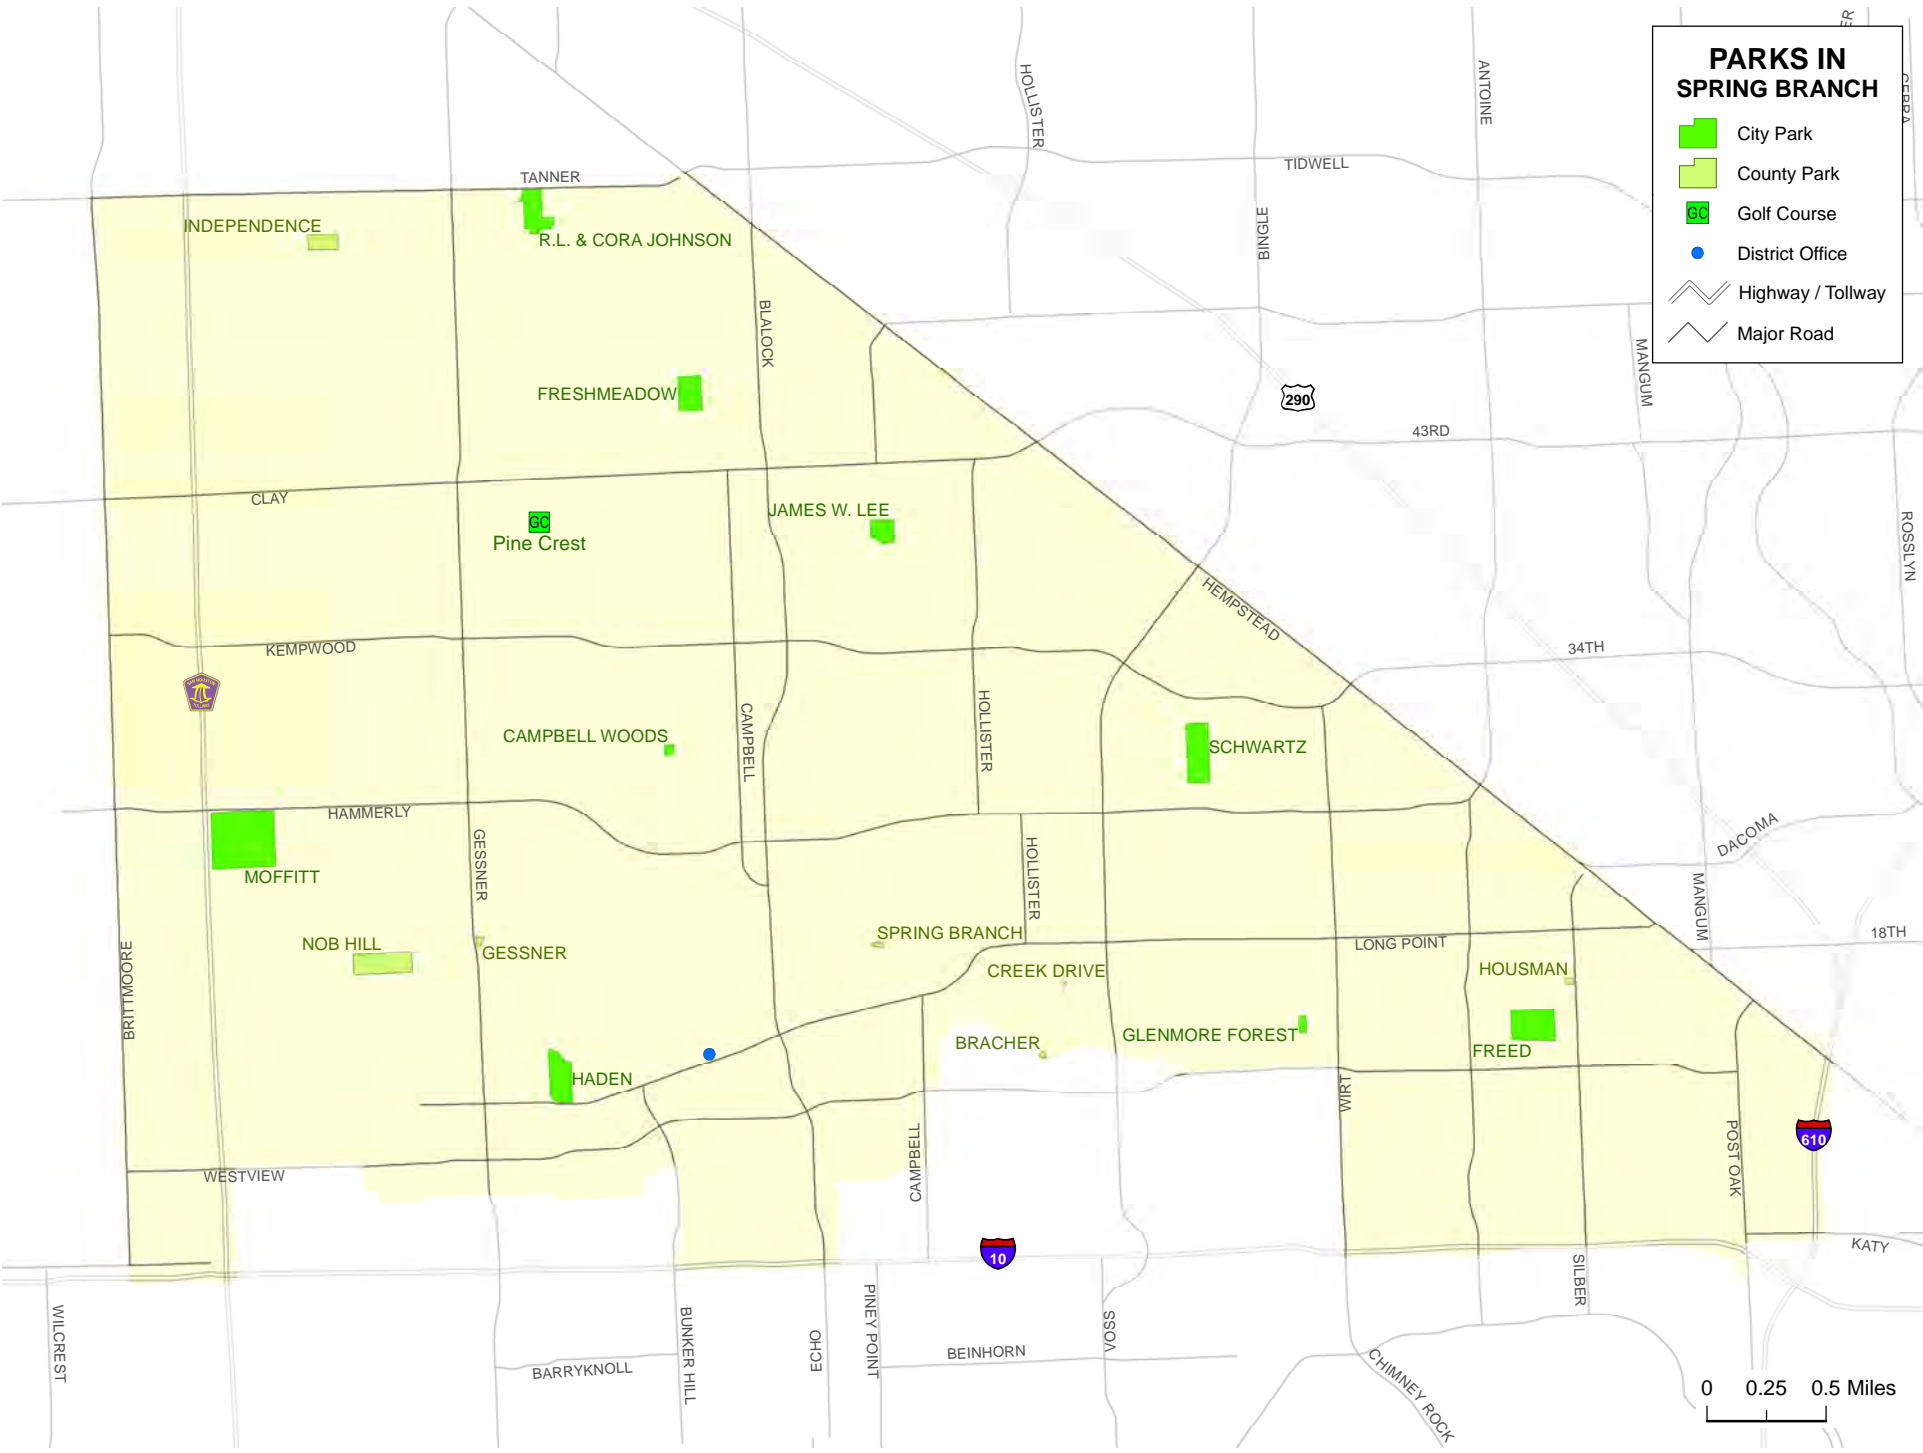 PARKS IN
SPRING BRANCH
City Park
County Park
GC
Golf Course
District Office
Highway / Tollway
Major Road
HOLLISTER
ANTOINE
TIDWELL
TANNER
INDEPENDENCE
R.L. & CORA JOHNSON
BINGLE
BLALOCK
MANGUM
FRESHMEADOW
290
43RD
CLAY
JAMES W. LEE
GC
Pine Crest
ROSSLYN
HEMPSTEAD
KEMPWOOD
34TH
CAMPBELL
HOLLISTER
CAMPBELL WOODS
SCHWARTZ
HAMMERLY
DACOMA
GESSNER
HOLLISTER
MOFFITT
MANGUM
BRITTMOORE
NOB HILL
GESSNER
SPRING BRANCH
LONG POINT
18TH
CREEK DRIVE
HOUSMAN
BRACHER
GLENMORE FOREST
FREED
HADEN
WIRT
610
POST OAK
CAMPBELL
WESTVIEW
10
KATY
SILBER
WILCREST
BUNKER HILL
ECHO
PINEY POINT
VOSS
BEINHORN
BARRYKNOLL
CHIMNEY ROCK
0 0.25 0.5 Miles